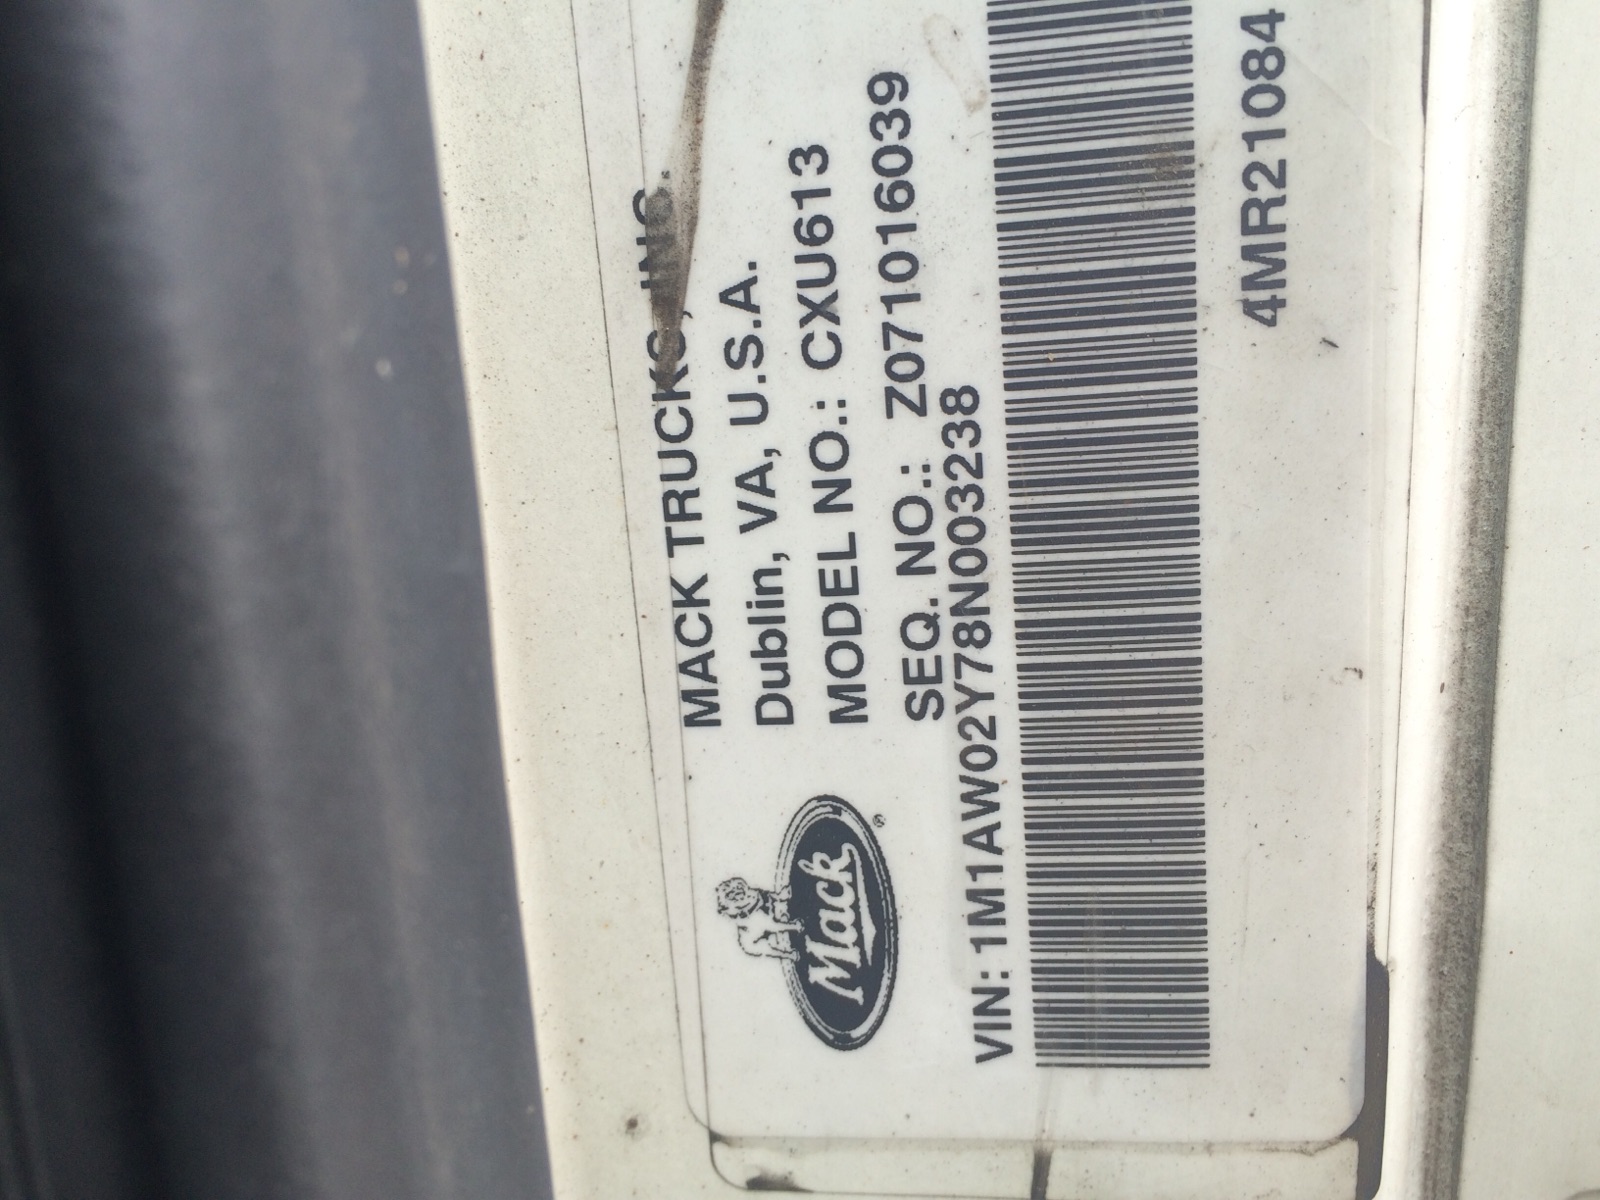 MACK TRUCKS, INC.
Dublin, VA, U.S.A.
MODEL NO.: CXU613
SEQ. NO.: Z071016039
Mack
®
VIN: 1M1AW02Y78N003238
4MR21084